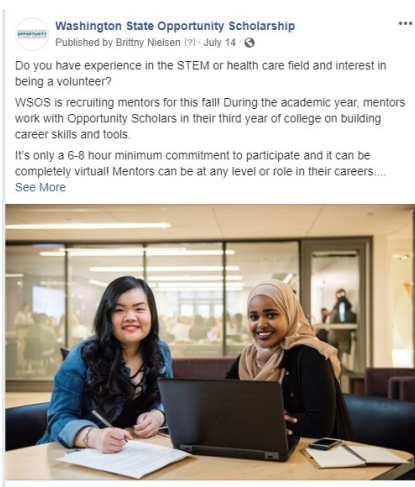 Washington State Opportunity Scholarship
Published by Brittny Nielsen [?] · July 14 ·
Do you have experience in the STEM or health care field and interest in
being a volunteer?
WSOS is recruiting mentors for this fall! During the academic year, mentors
work with Opportunity Scholars in their third year of college on building
career skills and tools.
It's only a 6-8 hour minimum commitment to participate and it can be
completely virtual! Mentors can be at any level or role in their careers....
See More